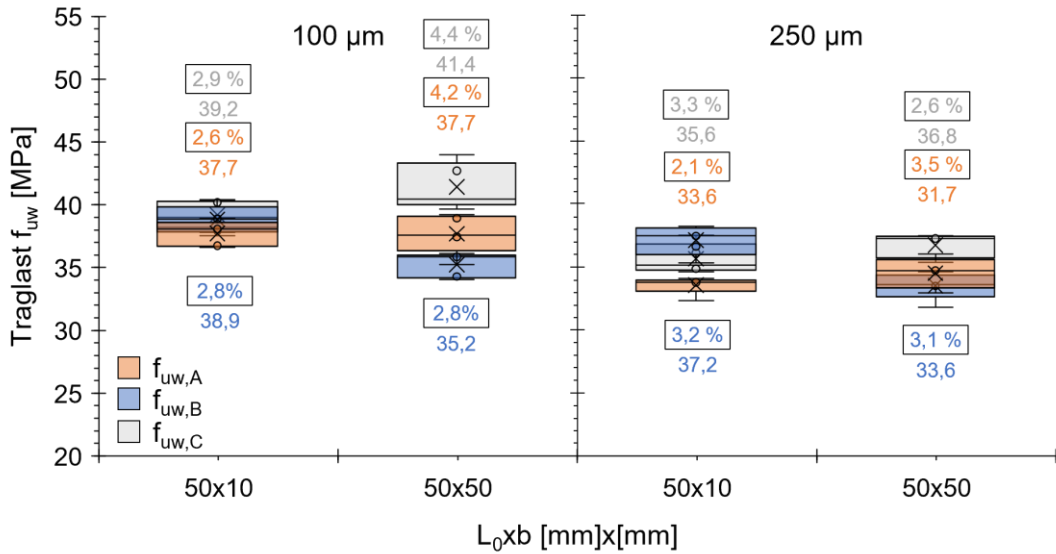 55
50
45
40
35
30
25
20
Traglast f_uw [MPa]
100 µm
250 µm
2,9 %
39,2
2,6 %
37,7
2,8%
38,9
4,4 %
41,4
4,2 %
37,7
2,8%
35,2
3,3 %
35,6
2,1 %
33,6
3,2 %
37,2
2,6 %
36,8
3,5 %
31,7
3,1 %
33,6
f_uw,A
f_uw,B
f_uw,C
50x10
50x50
50x10
50x50
L₀xb [mm]x[mm]